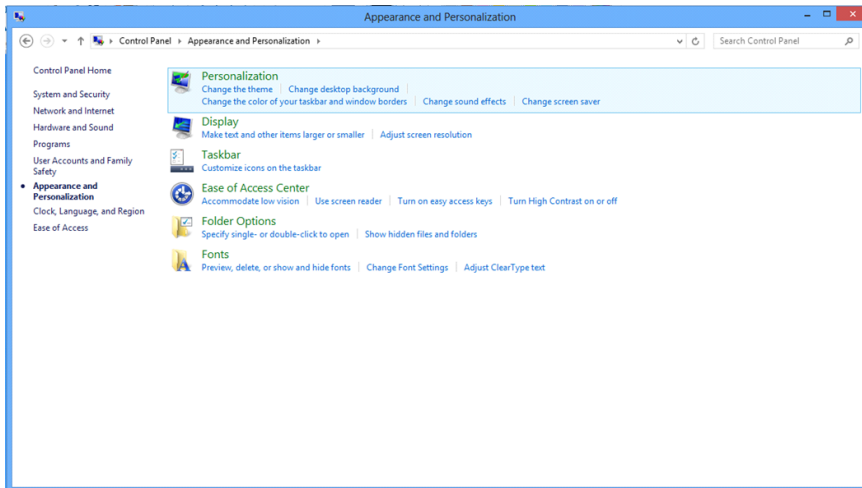 Appearance and Personalization
Control Panel Appearance and Personalization
Search Control Panel
Control Panel Home
System and Security
Network and Internet
Hardware and Sound
Programs
User Accounts and Family
Safety
Appearance and
Personalization
Clock, Language, and Region
Ease of Access
Personalization
Change the theme Change desktop background
Change the color of your taskbar and window borders Change sound effects Change screen saver
Display
Make text and other items larger or smaller Adjust screen resolution
Taskbar
Customize icons on the taskbar
Ease of Access Center
Accommodate low vision Use screen reader Turn on easy access keys Turn High Contrast on or off
Folder Options
Specify single- or double-click to open Show hidden files and folders
Fonts
Preview, delete, or show and hide fonts Change Font Settings Adjust ClearType text